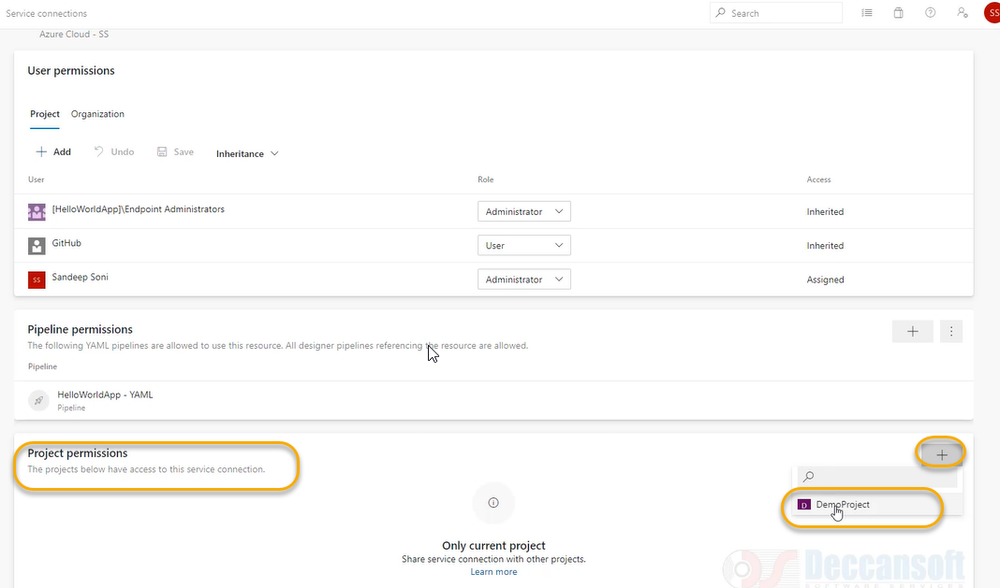 Service connections
Search
SS
Azure Cloud - SS
User permissions
Project Organization
Add Undo Save Inheritance
User Role Access
[HelloWorldApp]\Endpoint Administrators Administrator Inherited
GitHub User Inherited
SS Sandeep Soni Administrator Assigned
Pipeline permissions
The following YAML pipelines are allowed to use this resource. All designer pipelines referencing the resource are allowed.
Pipeline
HelloWorldApp - YAML
Pipeline
Project permissions
The projects below have access to this service connection.
D DemoProject
Only current project
Share service connection with other projects.
Learn more
DS Deccansoft
SOFTWARE SERVICES